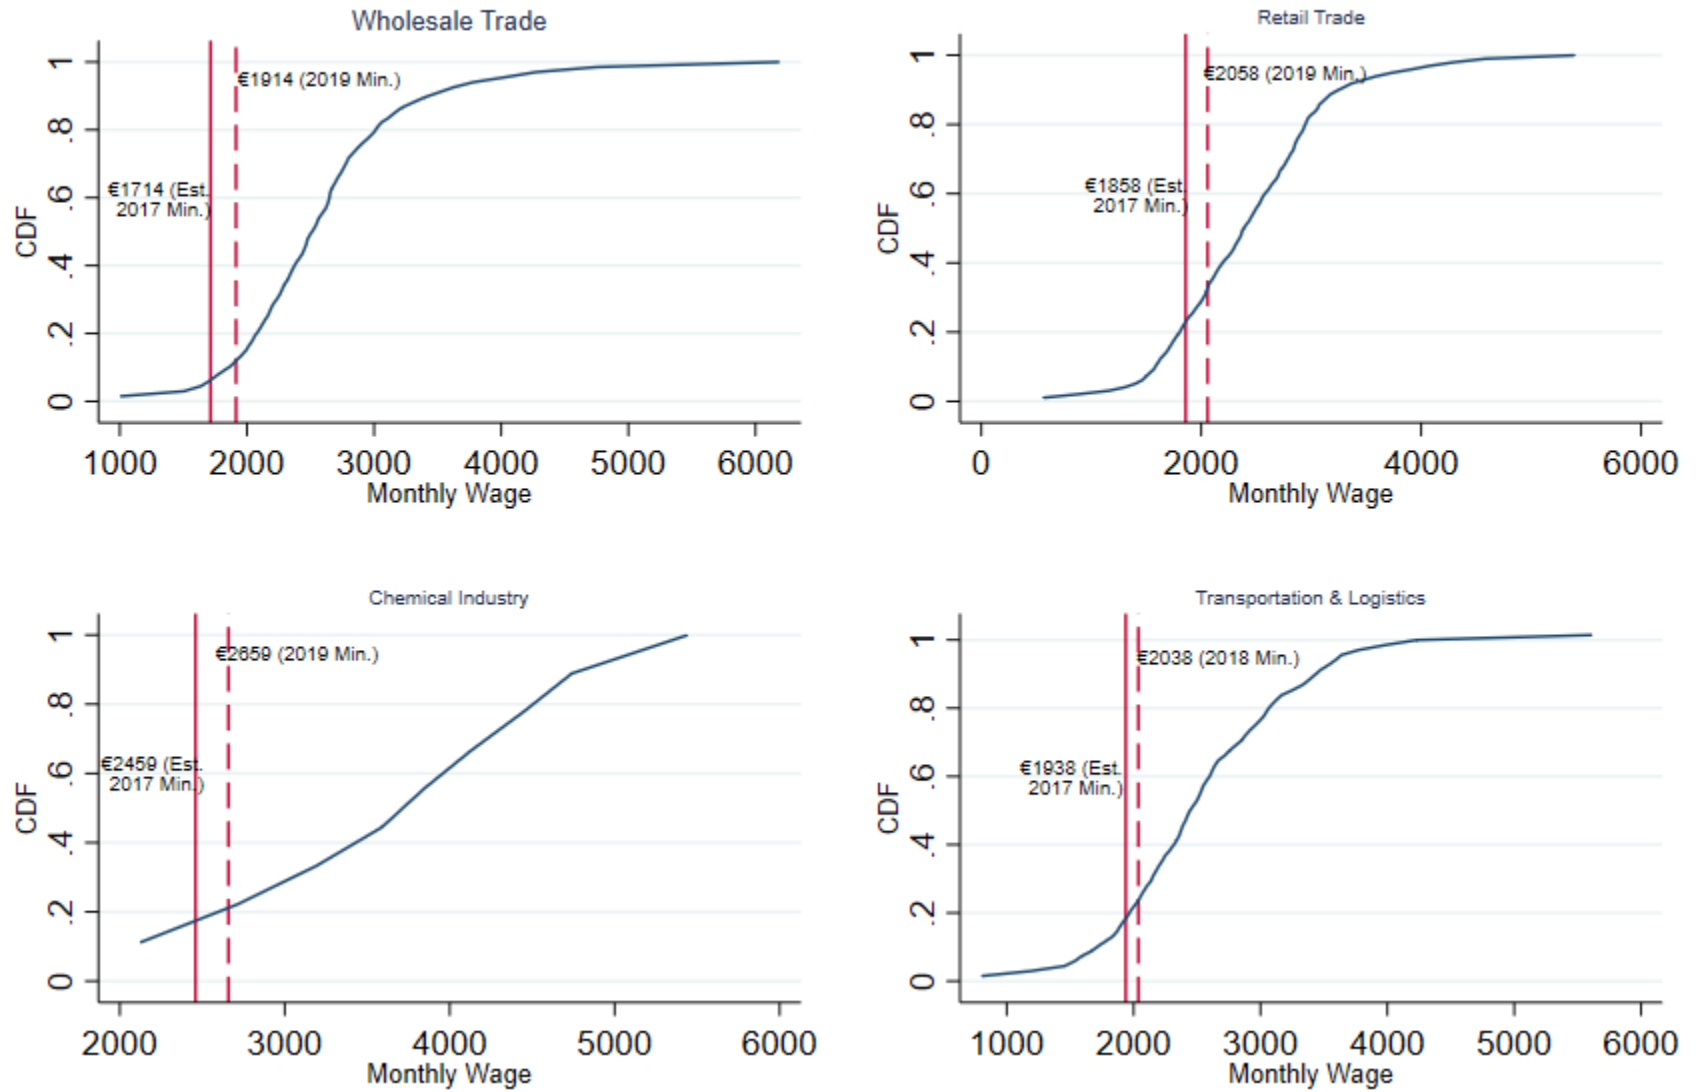 Wholesale Trade
CDF
1
.8
.6
.4
.2
0
€1914 (2019 Min.)
€1714 (Est.
2017 Min.)
1000 2000 3000 4000 5000 6000
Monthly Wage
Retail Trade
CDF
1
.8
.6
.4
.2
0
€2058 (2019 Min.)
€1858 (Est.
2017 Min.)
0 2000 4000 6000
Monthly Wage
Chemical Industry
CDF
1
.8
.6
.4
.2
0
€2659 (2019 Min.)
€2459 (Est.
2017 Min.)
2000 3000 4000 5000 6000
Monthly Wage
Transportation & Logistics
CDF
1
.8
.6
.4
.2
0
€2038 (2018 Min.)
€1938 (Est.
2017 Min.)
1000 2000 3000 4000 5000 6000
Monthly Wage